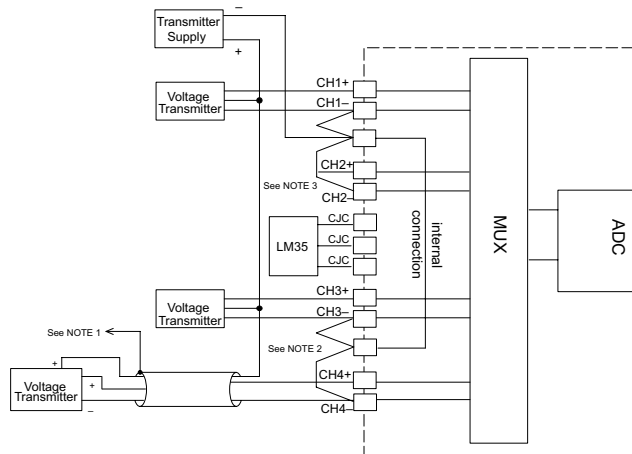 –
Transmitter
Supply
+
CH1+
Voltage
Transmitter
CH1–
CH2+
See NOTE 3
CH2–
CJC
LM35
CJC
CJC
internal
connection
MUX
ADC
CH3+
Voltage
Transmitter
CH3–
See NOTE 1
See NOTE 2
+
CH4+
Voltage
Transmitter
+
–
CH4–